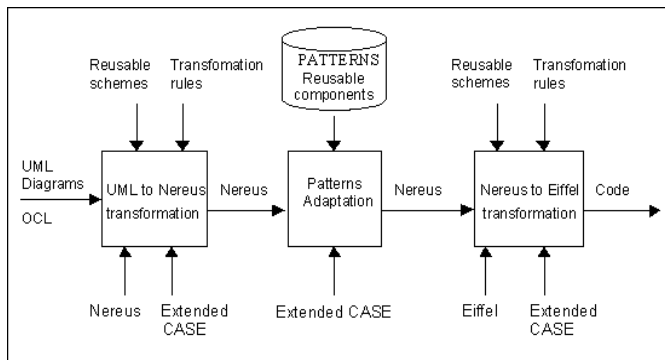 PATTERNS
Reusable
components
Reusable
schemes
Transfomation
rules
Reusable
schemes
Transfomation
rules
UML
Diagrams
OCL
UML to Nereus
transformation
Nereus
Patterns
Adaptation
Nereus
Nereus to Eiffel
transformation
Code
Nereus
Extended
CASE
Extended CASE
Eiffel
Extended
CASE